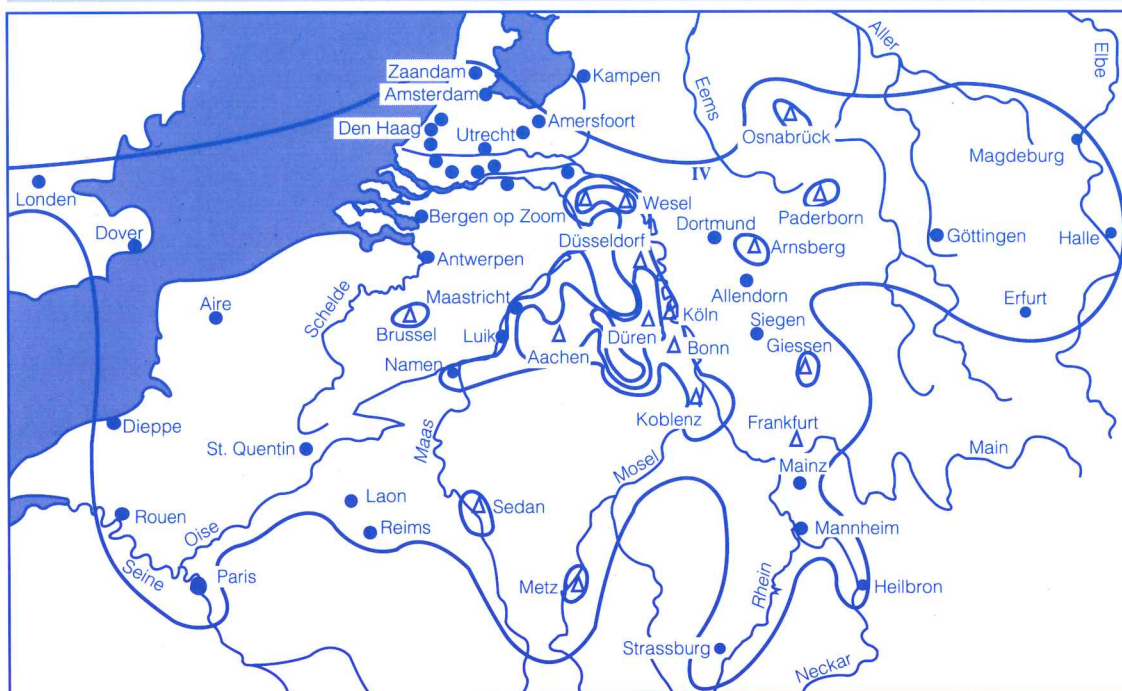 Aller
Elbe
Zaandam
Kampen
Eems
Amsterdam
Den Haag
Utrecht
Amersfoort
Osnabrück
Magdeburg
IV
Londen
Wesel
Paderborn
Bergen op Zoom
Dortmund
Dover
Düsseldorf
Arnsberg
Göttingen
Halle
Antwerpen
Schelde
Maastricht
Allendorn
Aire
Köln
Erfurt
Brussel
Luik
Düren
Siegen
Aachen
Bonn
Giessen
Namen
Koblenz
Dieppe
Maas
Frankfurt
St. Quentin
Mosel
Main
Mainz
Laon
Sedan
Rouen
Oise
Reims
Mannheim
Seine
Paris
Metz
Rhein
Heilbron
Strassburg
Neckar